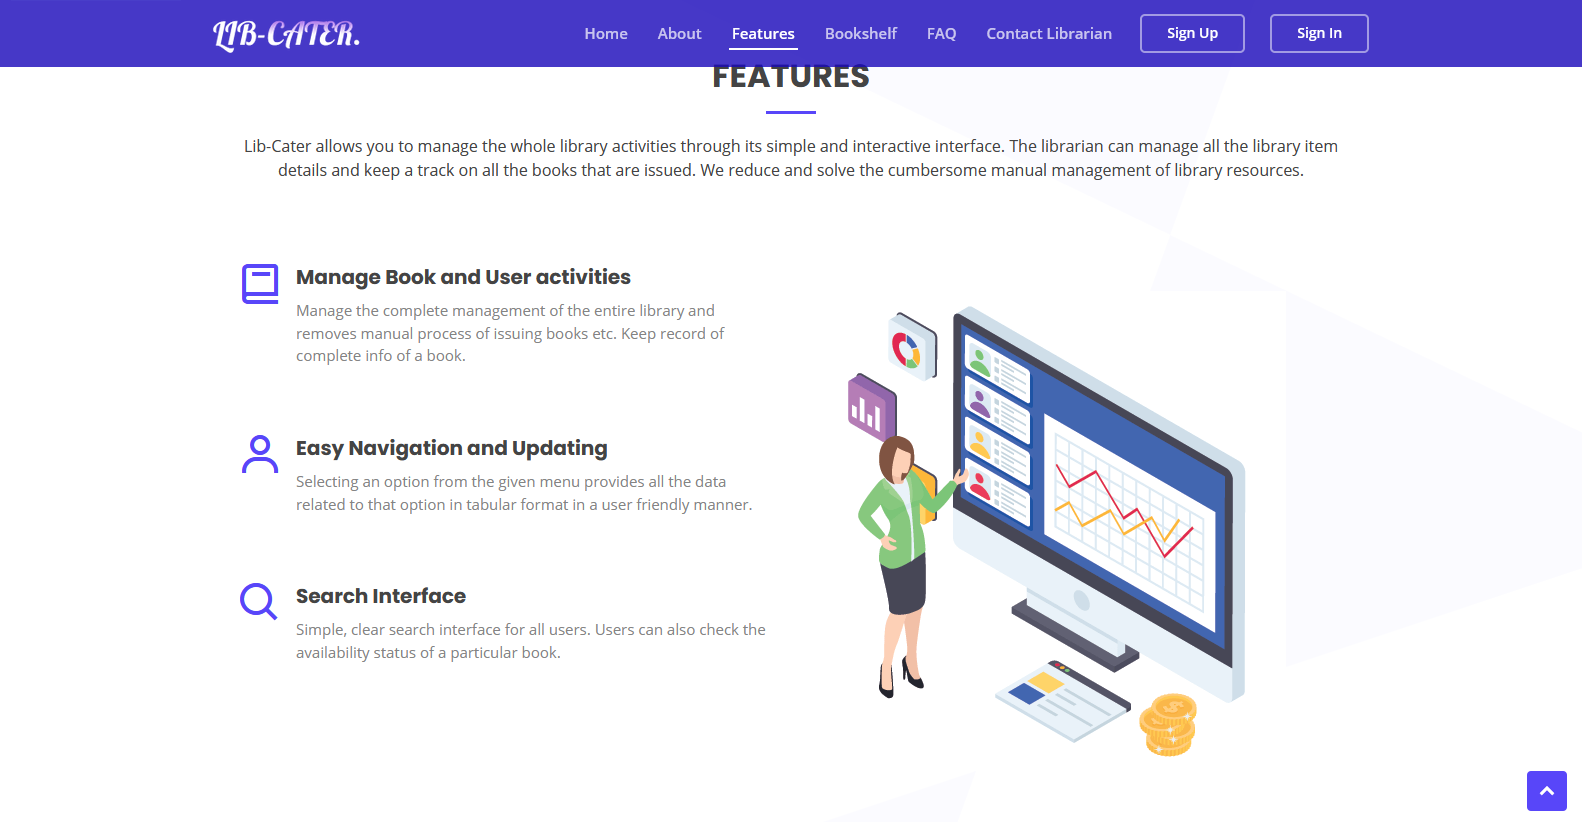 LIB-CATER.
Home About Features Bookshelf FAQ Contact Librarian Sign Up Sign In
FEATURES
Lib-Cater allows you to manage the whole library activities through its simple and interactive interface. The librarian can manage all the library item
details and keep a track on all the books that are issued. We reduce and solve the cumbersome manual management of library resources.
Manage Book and User activities
Manage the complete management of the entire library and
removes manual process of issuing books etc. Keep record of
complete info of a book.
Easy Navigation and Updating
Selecting an option from the given menu provides all the data
related to that option in tabular format in a user friendly manner.
Search Interface
Simple, clear search interface for all users. Users can also check the
availability status of a particular book.